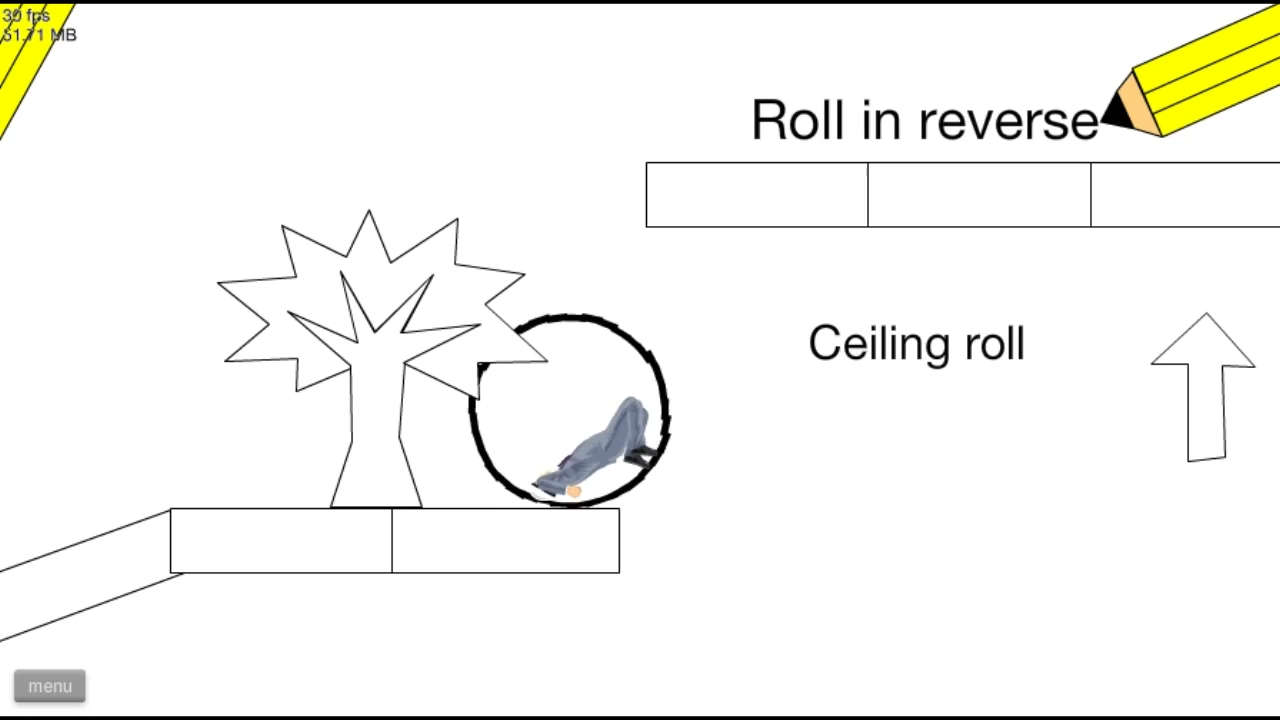 30 fps
51.71 MB
Roll in reverse
Ceiling roll
menu